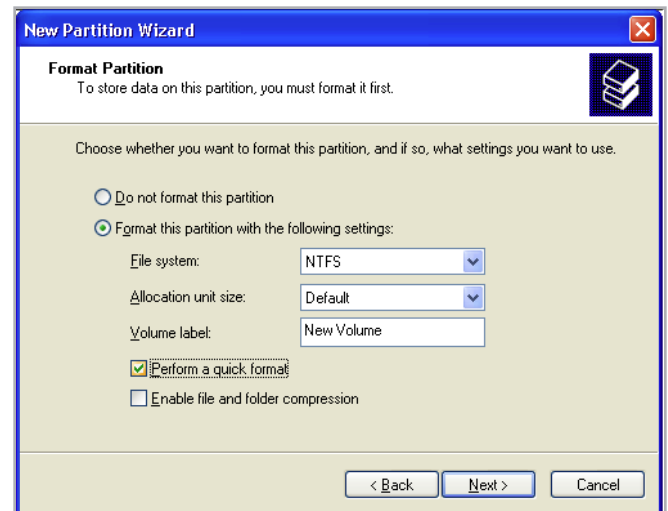 New Partition Wizard
Format Partition
To store data on this partition, you must format it first.
Choose whether you want to format this partition, and if so, what settings you want to use.
Do not format this partition
Format this partition with the following settings:
File system: NTFS
Allocation unit size: Default
Volume label: New Volume
Perform a quick format
Enable file and folder compression
< Back Next > Cancel